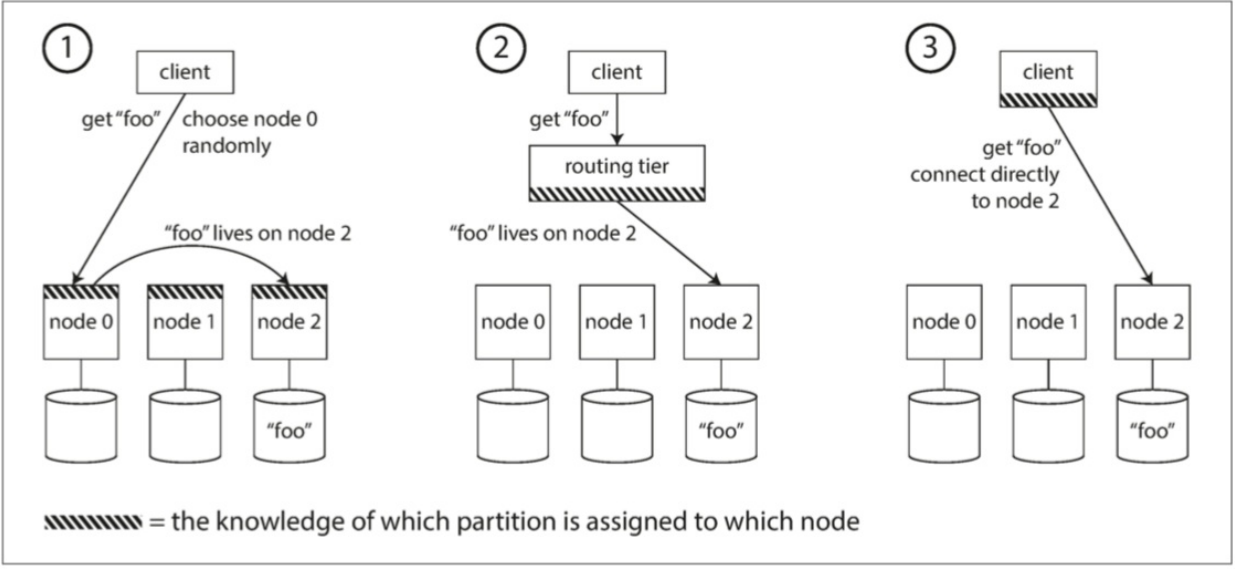 1
client
get “foo”
choose node 0
randomly
“foo” lives on node 2
node 0
node 1
node 2
“foo”
2
client
get “foo”
routing tier
“foo” lives on node 2
node 0
node 1
node 2
“foo”
3
client
get “foo”
connect directly
to node 2
node 0
node 1
node 2
“foo”
= the knowledge of which partition is assigned to which node